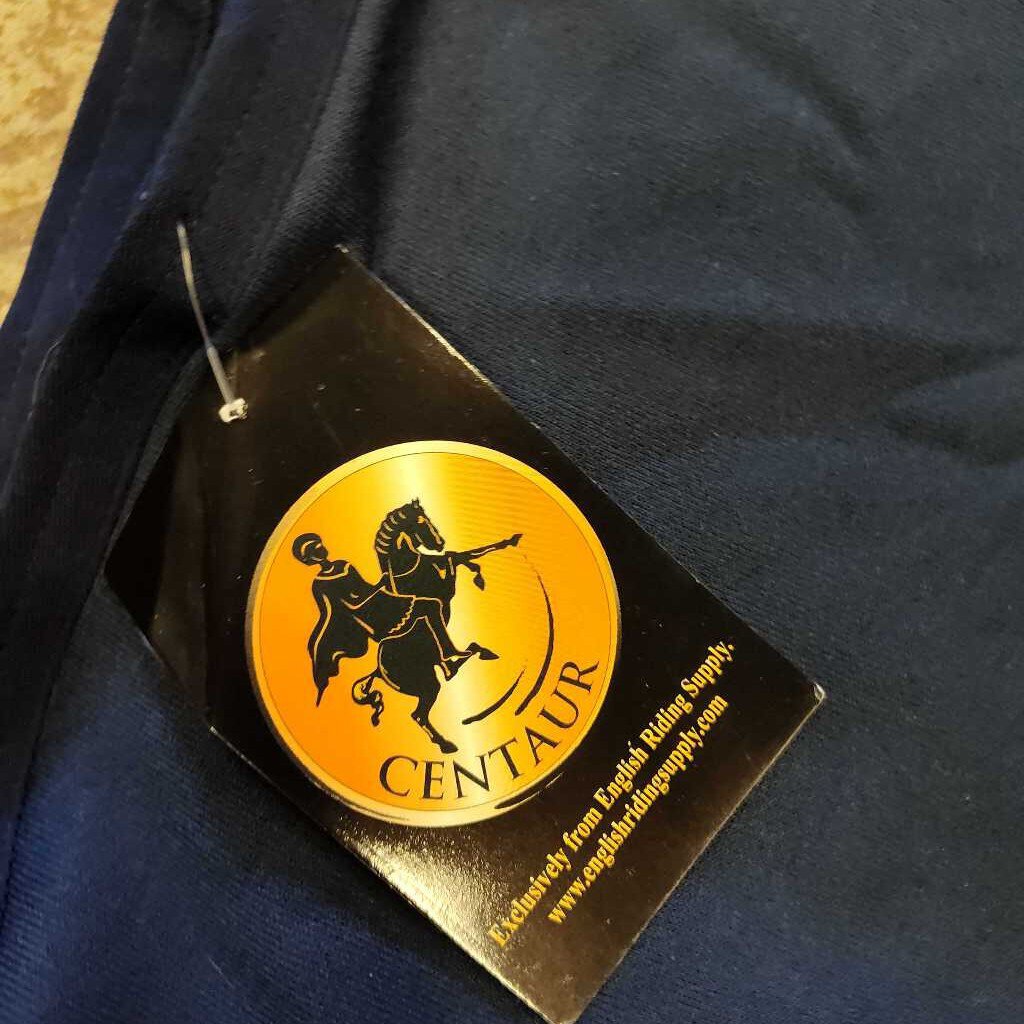 CENTAUR
Exclusively from English Riding Supply.
www.englishridingsupply.com